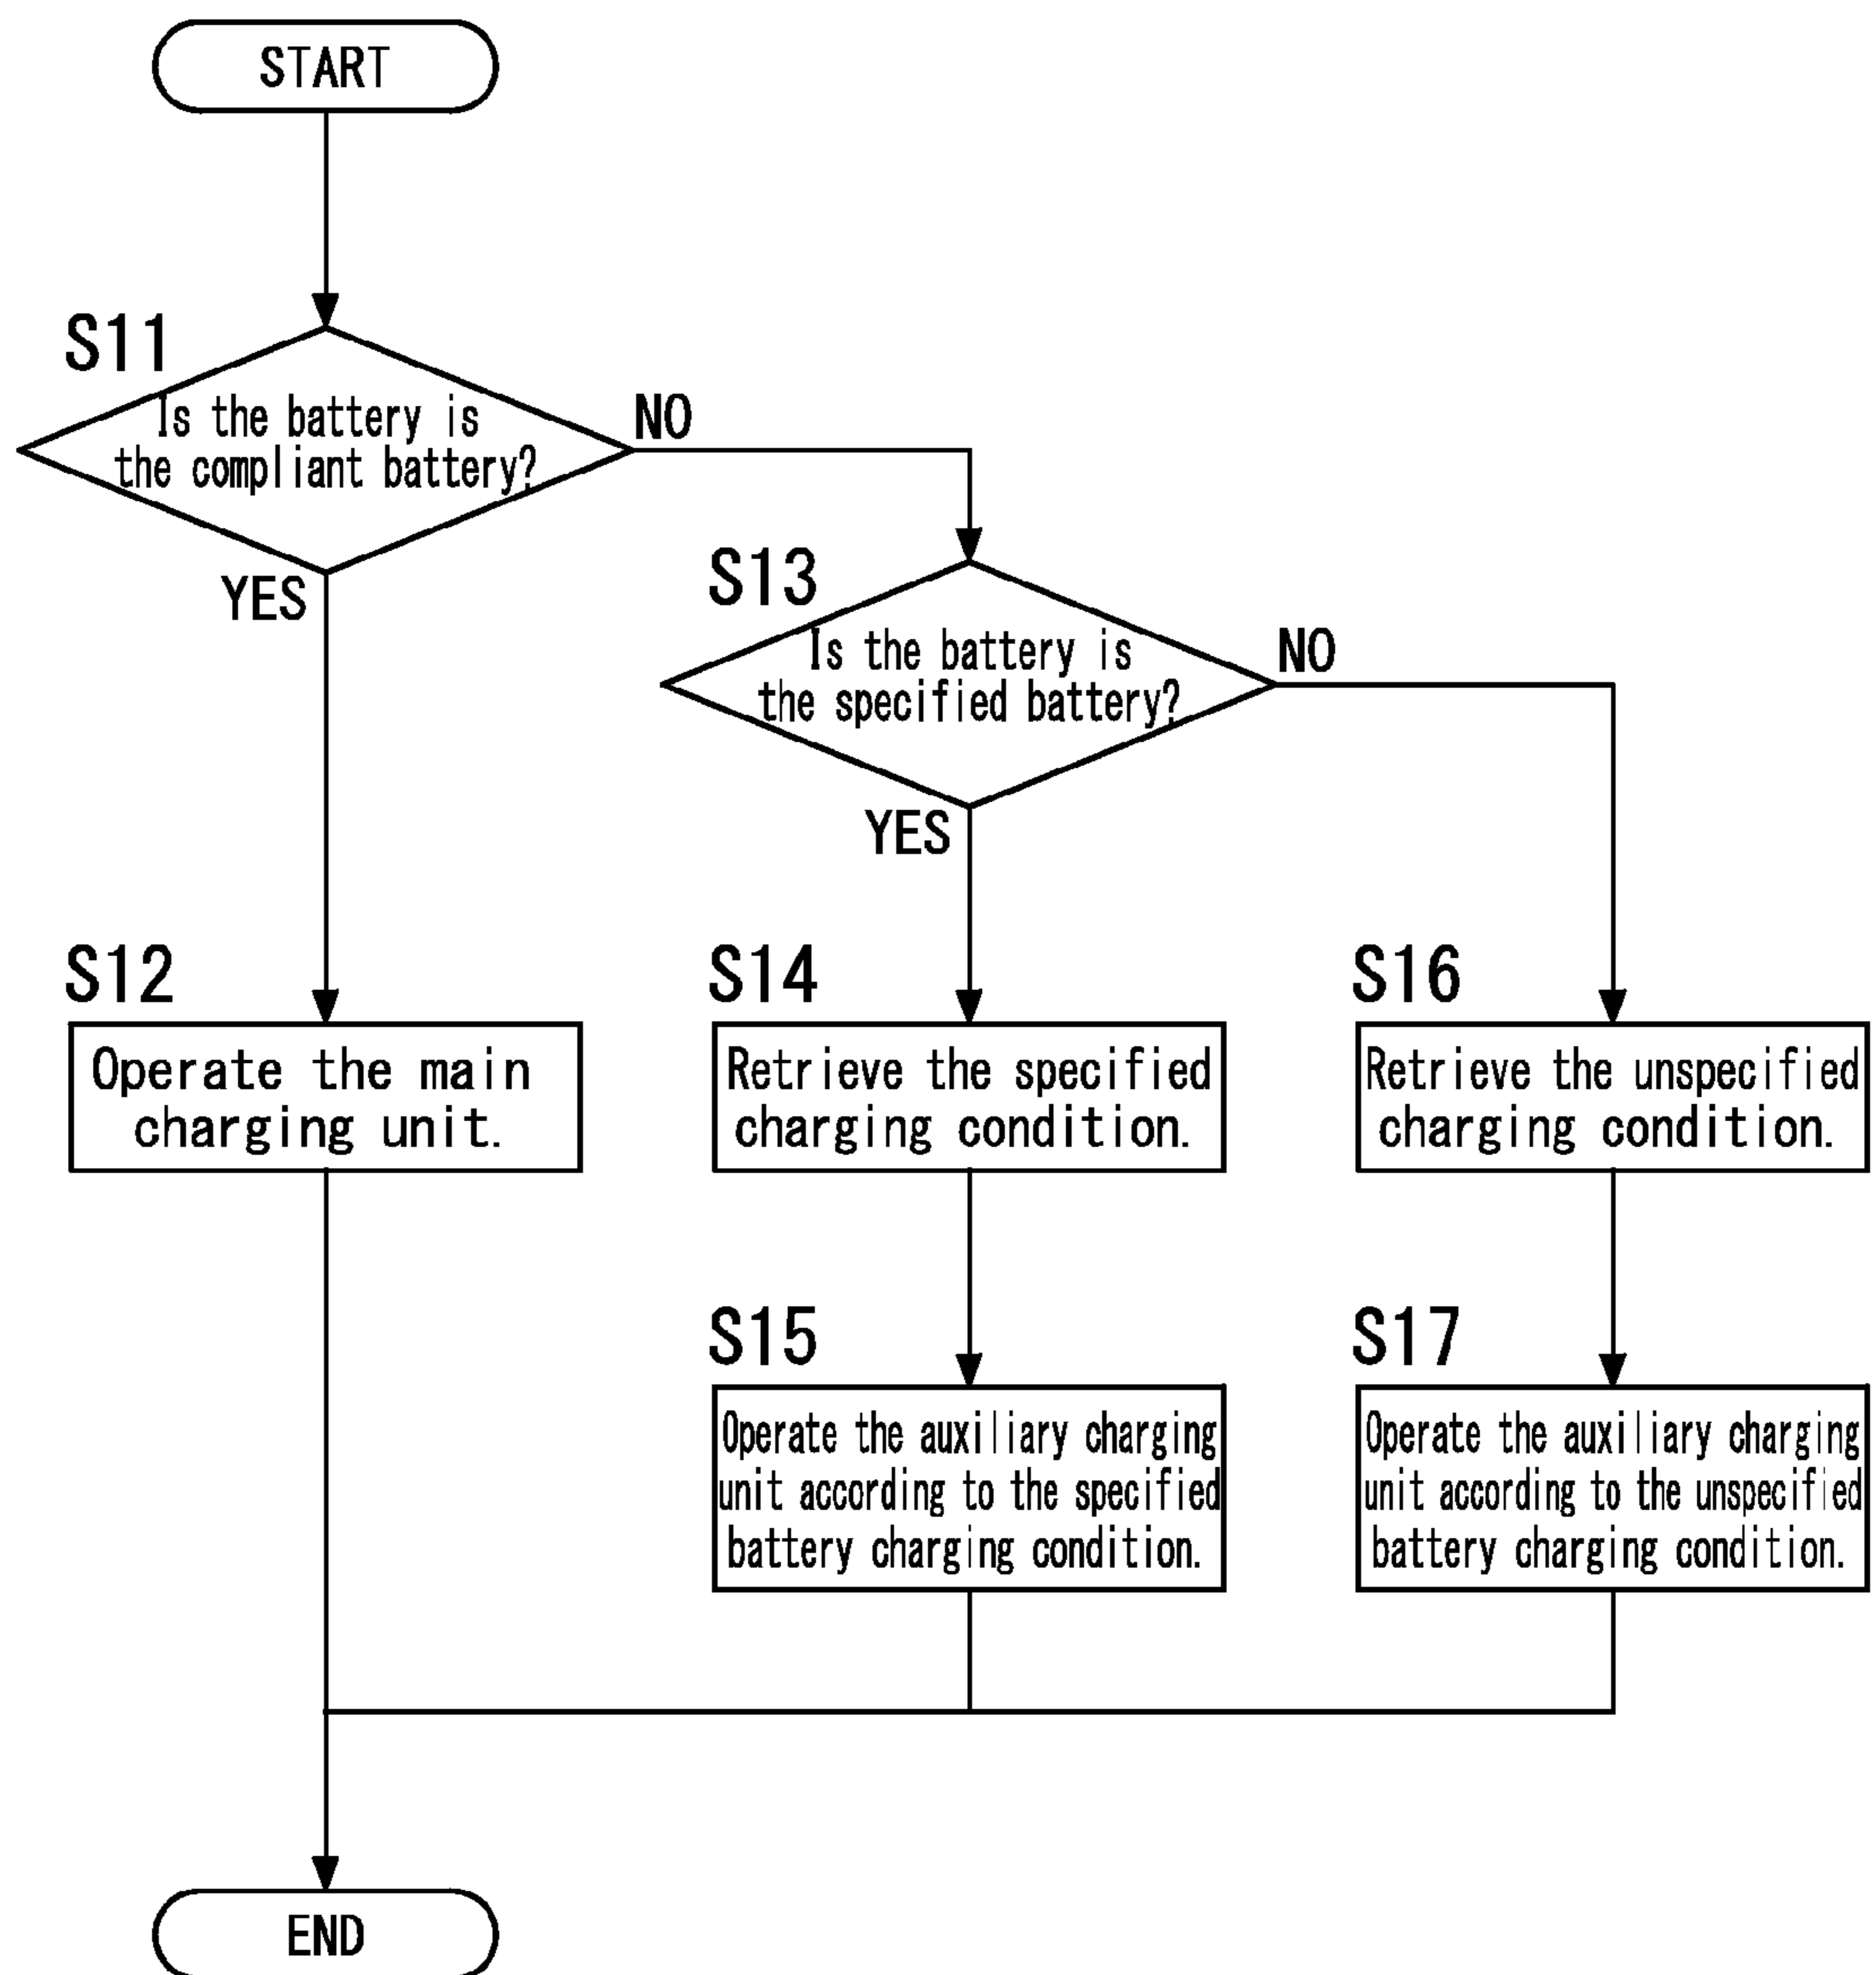 START
S11
Is the battery is
the compliant battery?
NO
YES
S13
Is the battery is
the specified battery?
NO
YES
S12
Operate the main
charging unit.
S14
Retrieve the specified
charging condition.
S16
Retrieve the unspecified
charging condition.
S15
Operate the auxiliary charging
unit according to the specified
battery charging condition.
S17
Operate the auxiliary charging
unit according to the unspecified
battery charging condition.
END